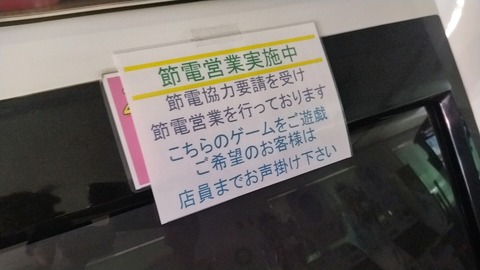 節電営業実施中
節電協力要請を受け
節電営業を行っております
こちらのゲームをご遊戯
ご希望のお客様は
店員までお声掛け下さい